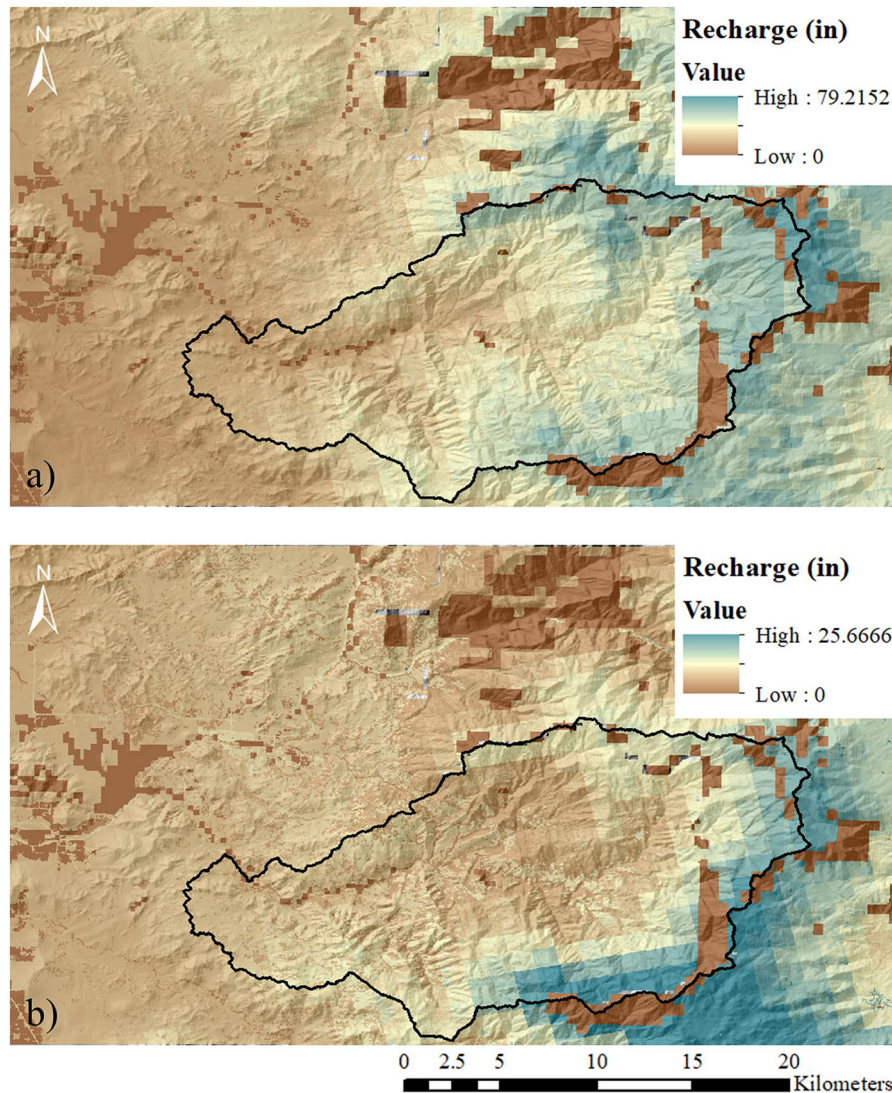 N
Recharge (in)
Value
High : 79.2152
Low : 0
a)
N
Recharge (in)
Value
High : 25.6666
Low : 0
b)
0 2.5 5 10 15 20
Kilometers